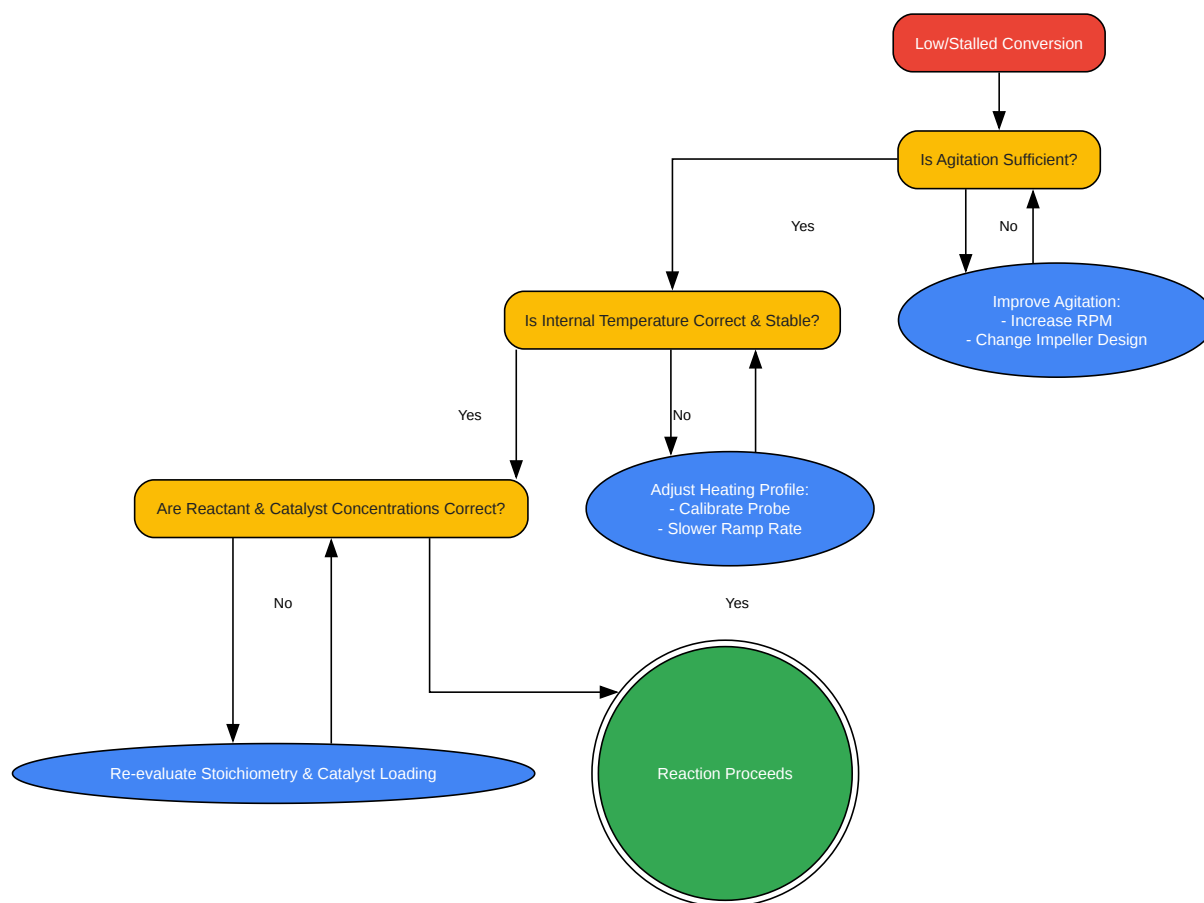 Low/Stalled Conversion
Is Agitation Sufficient?
Yes
No
Improve Agitation:
- Increase RPM
- Change Impeller Design
Is Internal Temperature Correct & Stable?
Yes
No
Adjust Heating Profile:
- Calibrate Probe
- Slower Ramp Rate
Are Reactant & Catalyst Concentrations Correct?
No
Yes
Re-evaluate Stoichiometry & Catalyst Loading
Reaction Proceeds